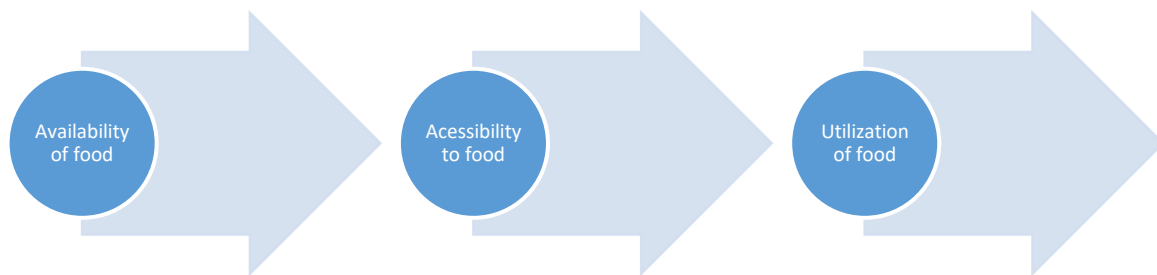 Availability
of food
Acessibility
to food
Utilization
of food